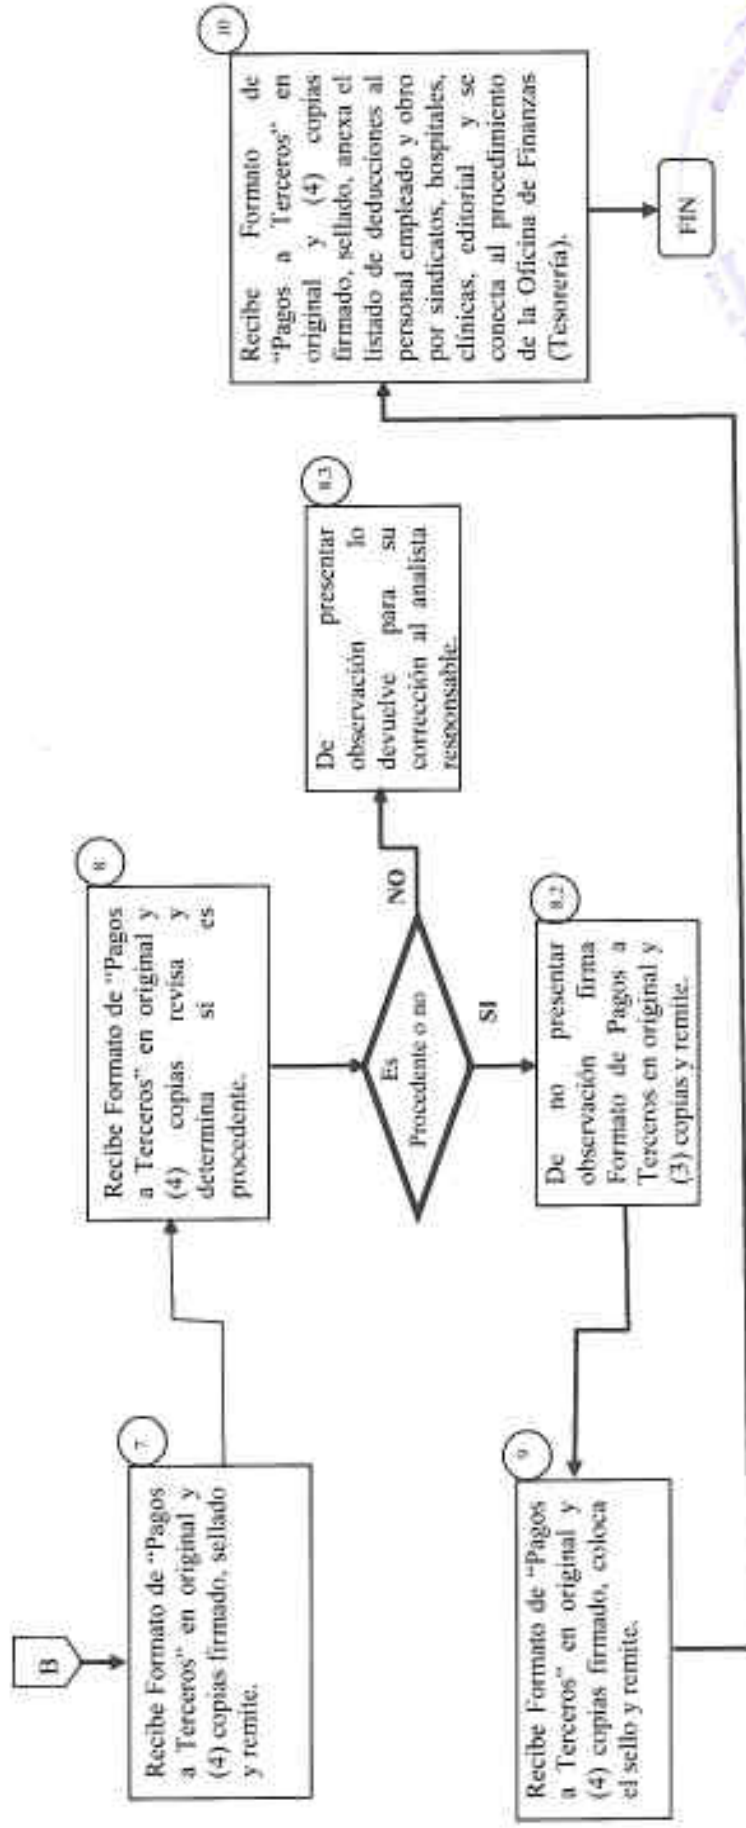 B
7
Recibe Formato de “Pagos
a Terceros” en original y
(4) copias firmado, sellado
y remite.
8
Recibe Formato de “Pagos
a Terceros” en original y
(4) copias revisa y
determina si es
procedente.
Es
Procedente o no
NO
SI
8.3
De presentar
observación lo
devuelve para su
corrección al analista
responsable.
8.2
De no presentar
observación firma
Formato de Pagos a
Terceros en original y
(3) copias y remite.
9
Recibe Formato de “Pagos
a Terceros” en original y
(4) copias firmado, coloca
el sello y remite.
10
Recibe Formato de
“Pagos a Terceros” en
original y (4) copias
firmado, sellado, anexa el
listado de deducciones al
personal empleado y obro
por sindicatos, hospitales,
clínicas, editorial y se
conecta al procedimiento
de la Oficina de Finanzas
(Tesorería).
FIN